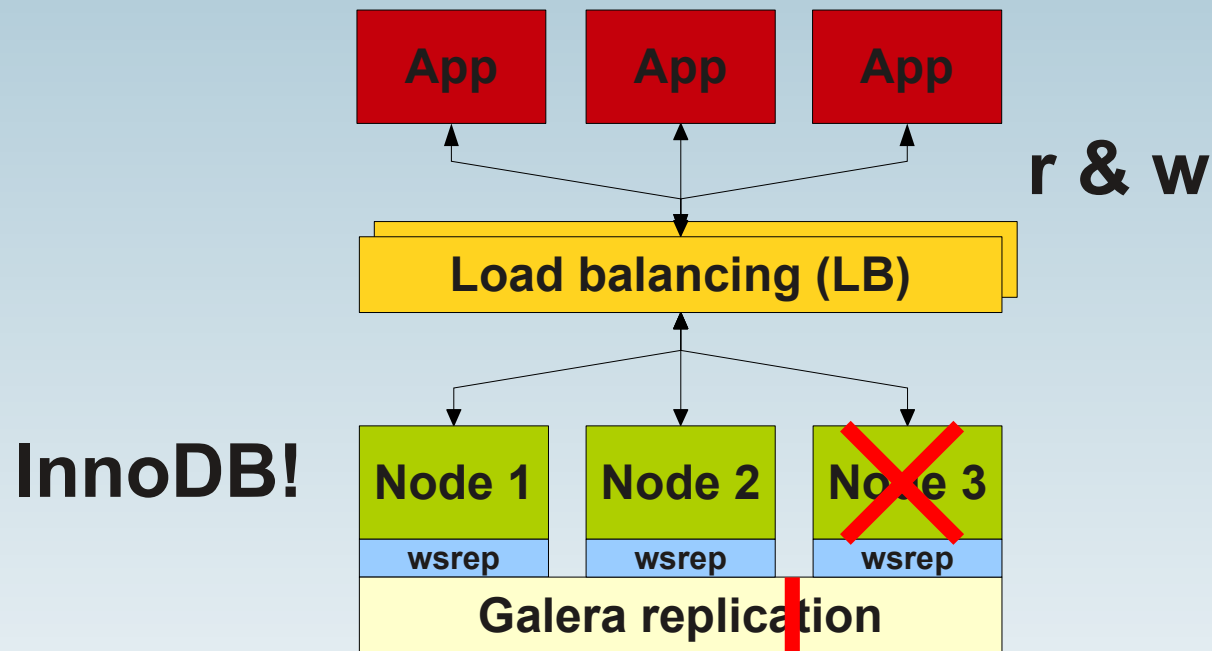 App App App
r & w
Load balancing (LB)
InnoDB!
Node 1 Node 2 Node 3
wsrep wsrep wsrep
Galera replication